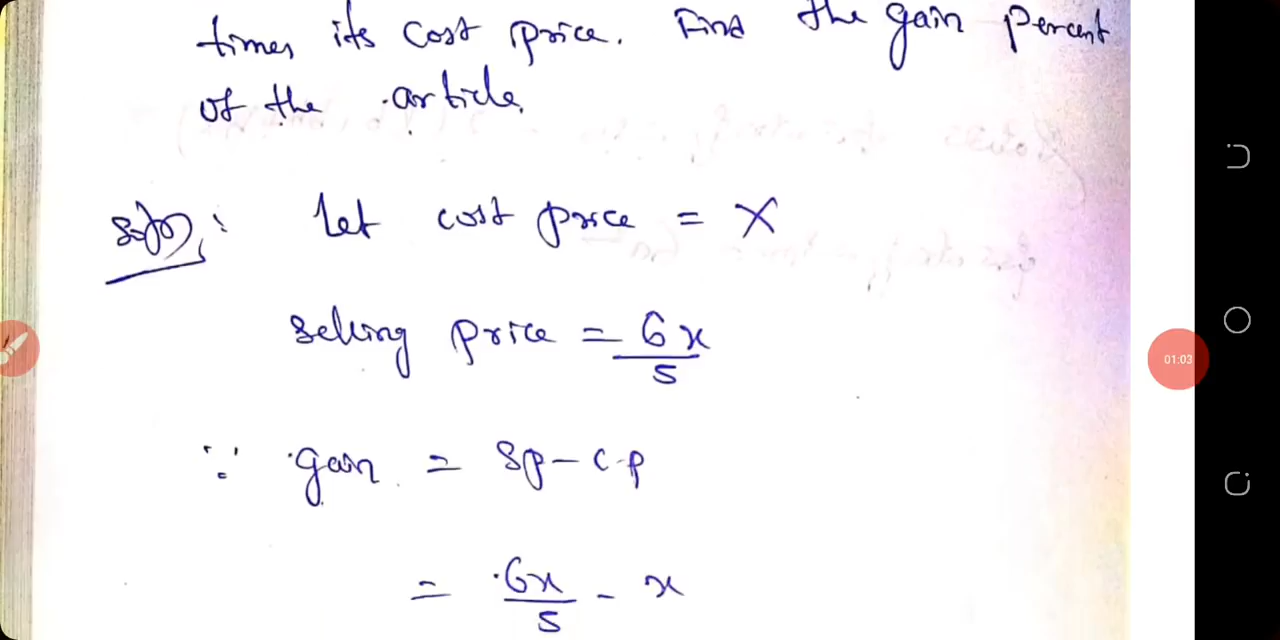 times its cost price. Find the gain percent
of the article.
Soln:
Let cost price = X
selling price = 6x/5
∵ gain = SP - C.P
= 6x/5 - x
01:03